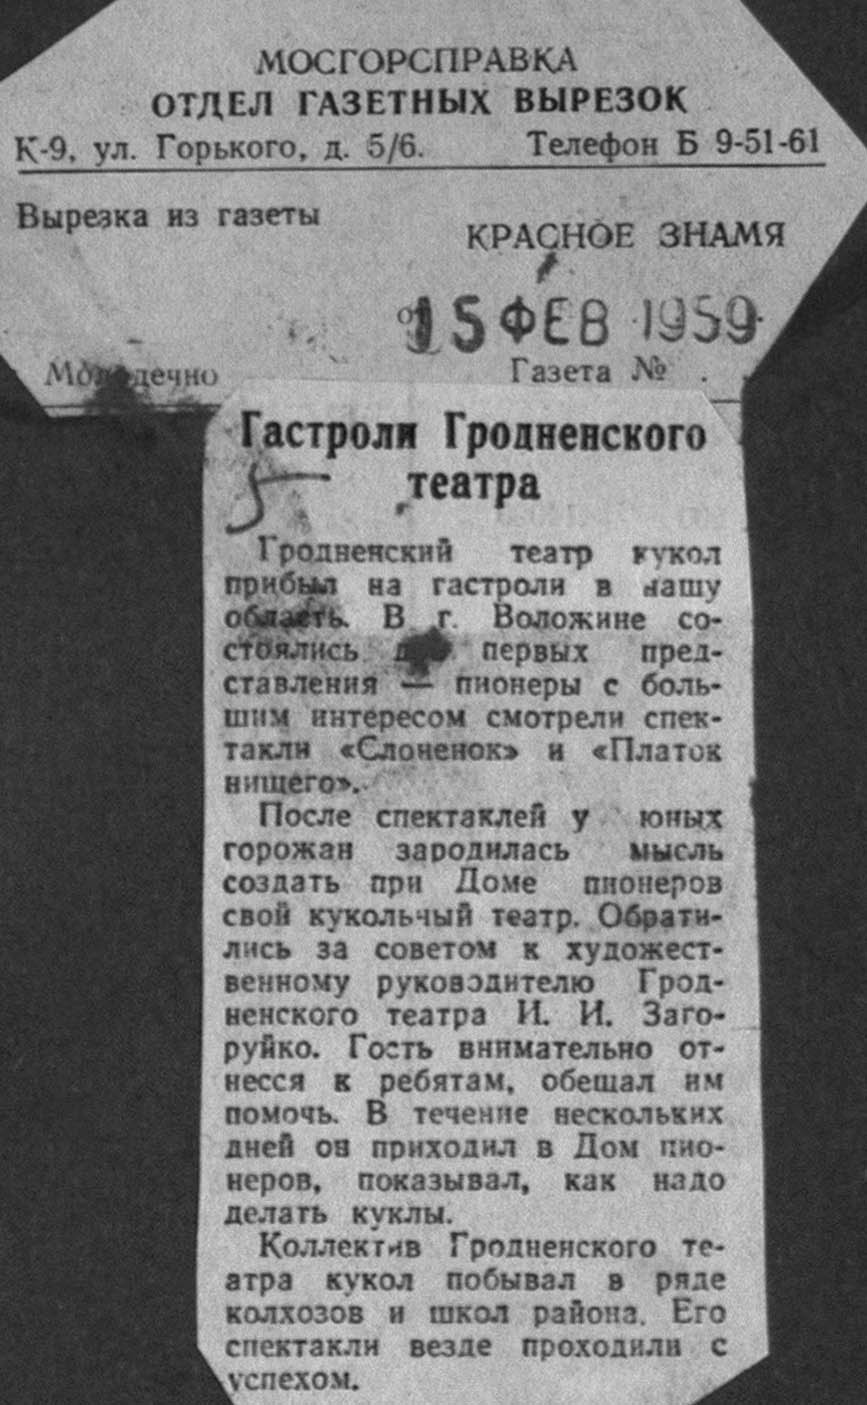 МОСГОРСПРАВКА
ОТДЕЛ ГАЗЕТНЫХ ВЫРЕЗОК
К-9, ул. Горького, д. 5/6. Телефон Б 9-51-61
Вырезка из газеты
КРАСНОЕ ЗНАМЯ
от 15 ФЕВ 1959
Молодечно Газета № .
Гастроли Гродненского
театра
Гродненский театр кукол
прибыл на гастроли в нашу
область. В г. Воложине со-
стоялись первых пред-
ставления — пионеры с боль-
шим интересом смотрели спек-
такли «Слоненок» и «Платок
нищего».
После спектаклей у юных
горожан зародилась мысль
создать при Доме пионеров
свой кукольный театр. Обрати-
лись за советом к художест-
венному руководителю Грод-
ненского театра И. И. Заго-
руйко. Гость внимательно от-
несся к ребятам, обещал им
помочь. В течение нескольких
дней он приходил в Дом пио-
неров, показывал, как надо
делать куклы.
Коллектив Гродненского те-
атра кукол побывал в ряде
колхозов и школ района. Его
спектакли везде проходили с
успехом.